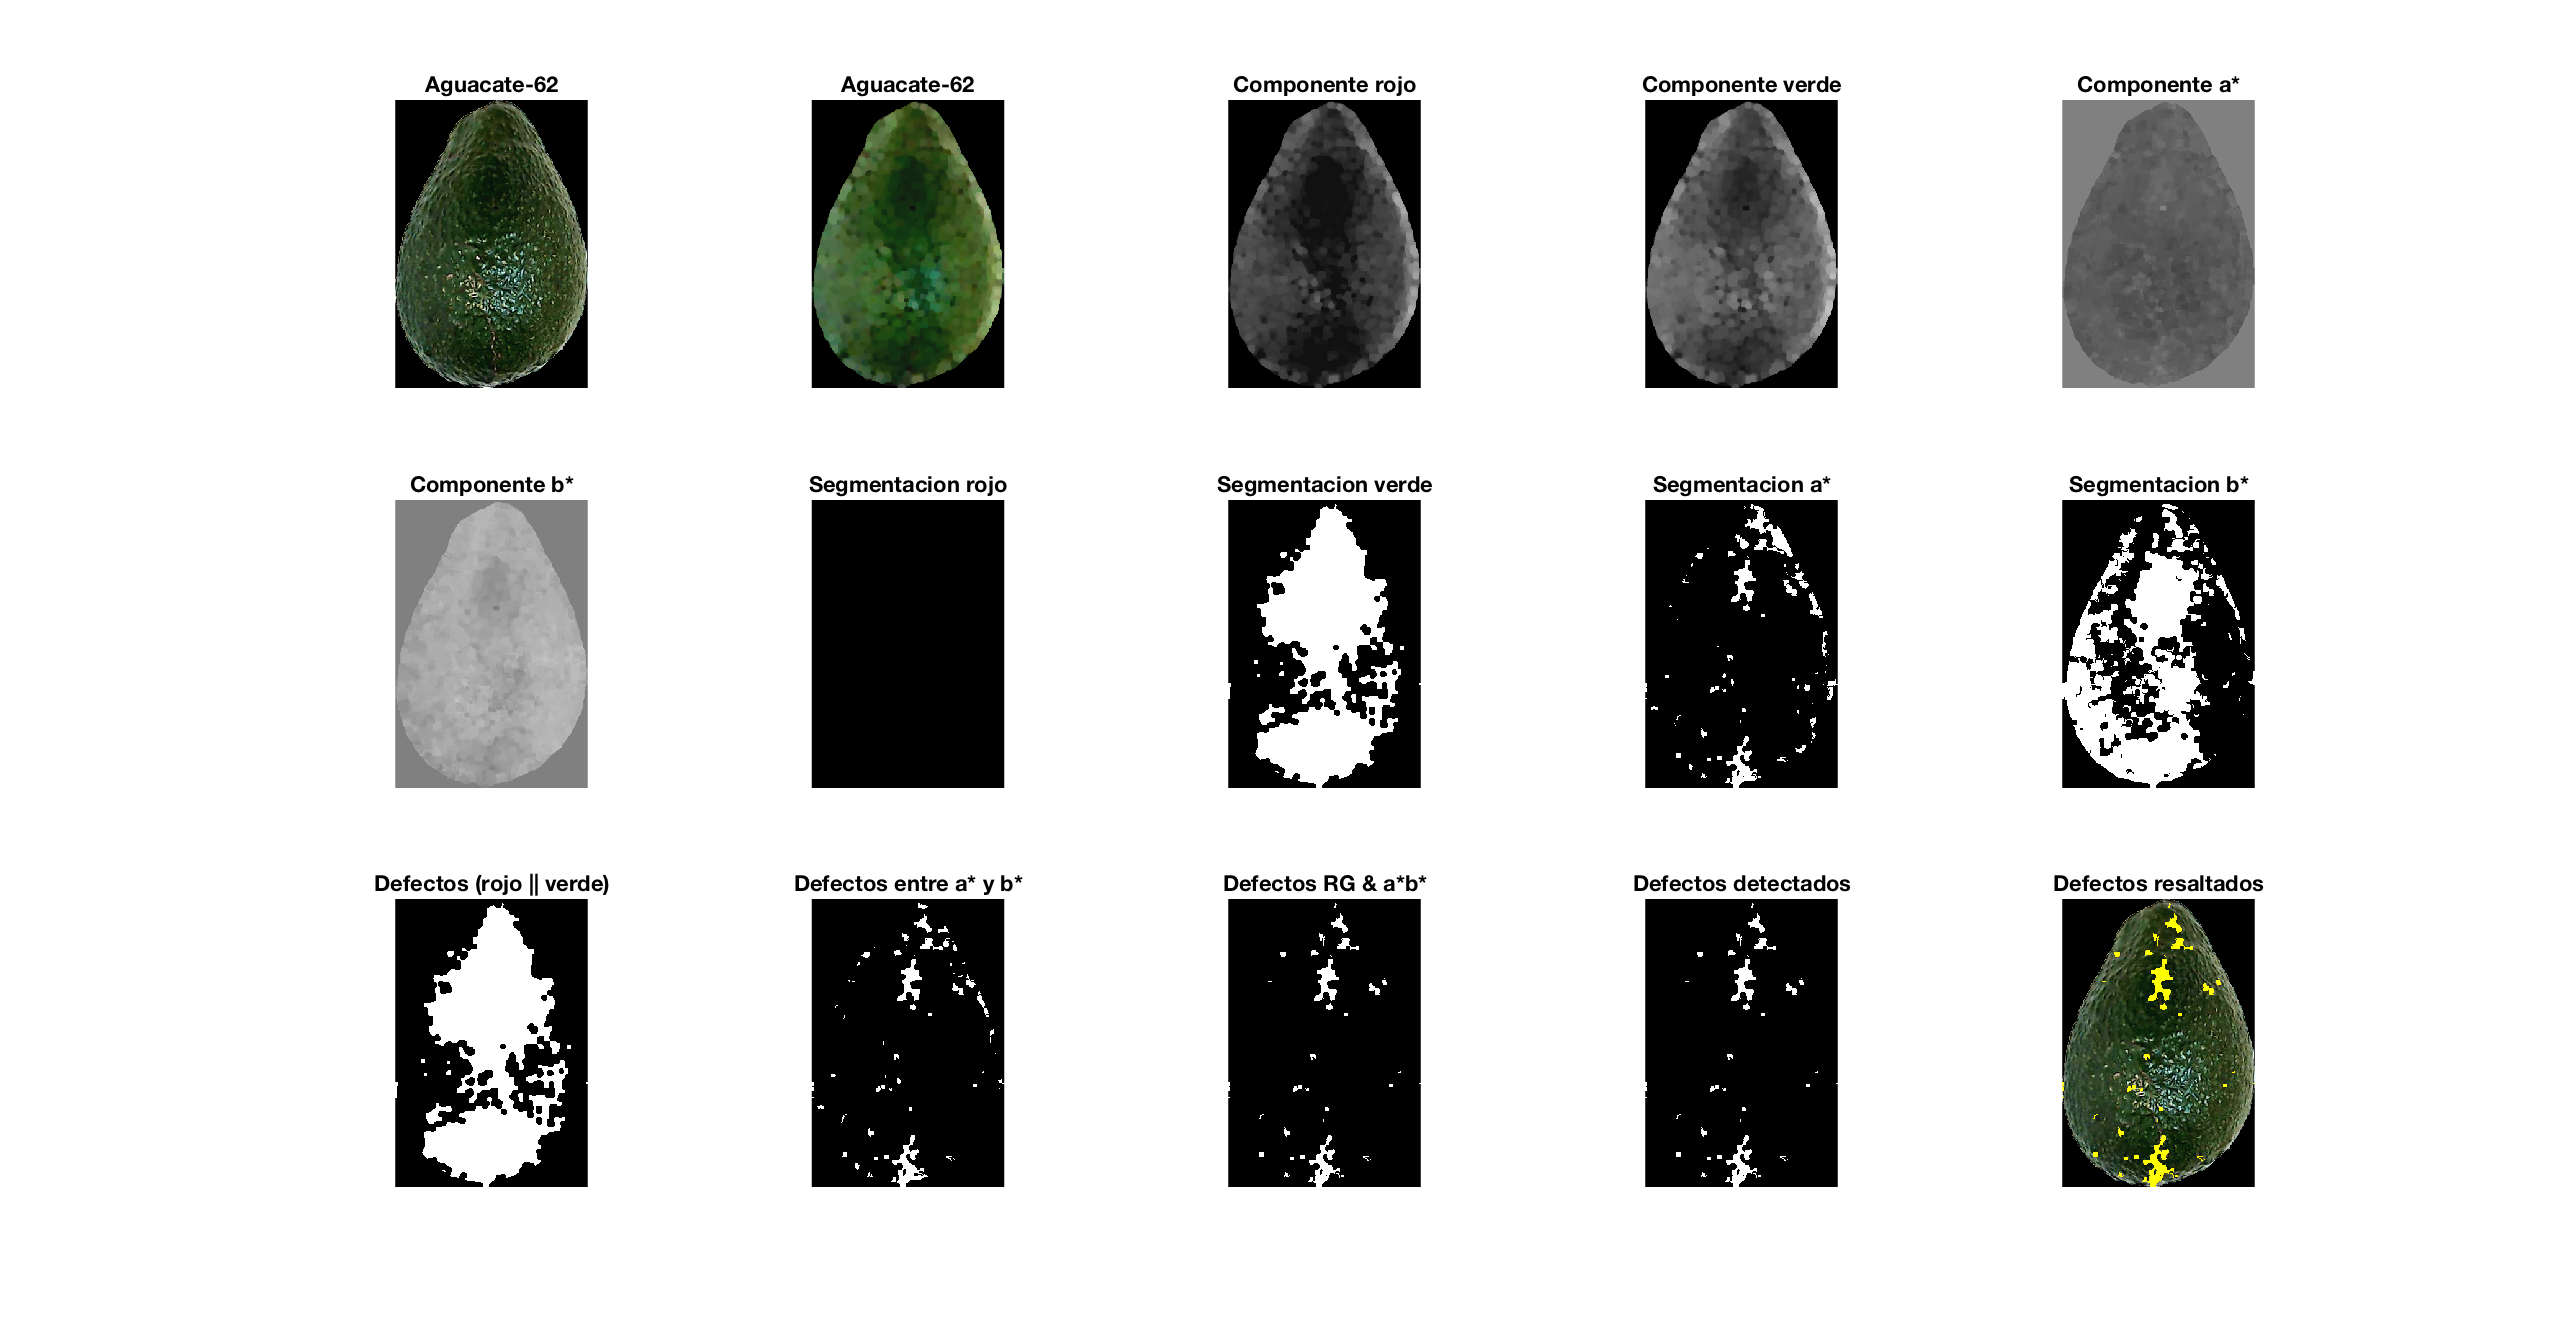 Aguacate-62
Aguacate-62
Componente rojo
Componente verde
Componente a*
Componente b*
Segmentacion rojo
Segmentacion verde
Segmentacion a*
Segmentacion b*
Defectos (rojo || verde)
Defectos entre a* y b*
Defectos RG & a*b*
Defectos detectados
Defectos resaltados